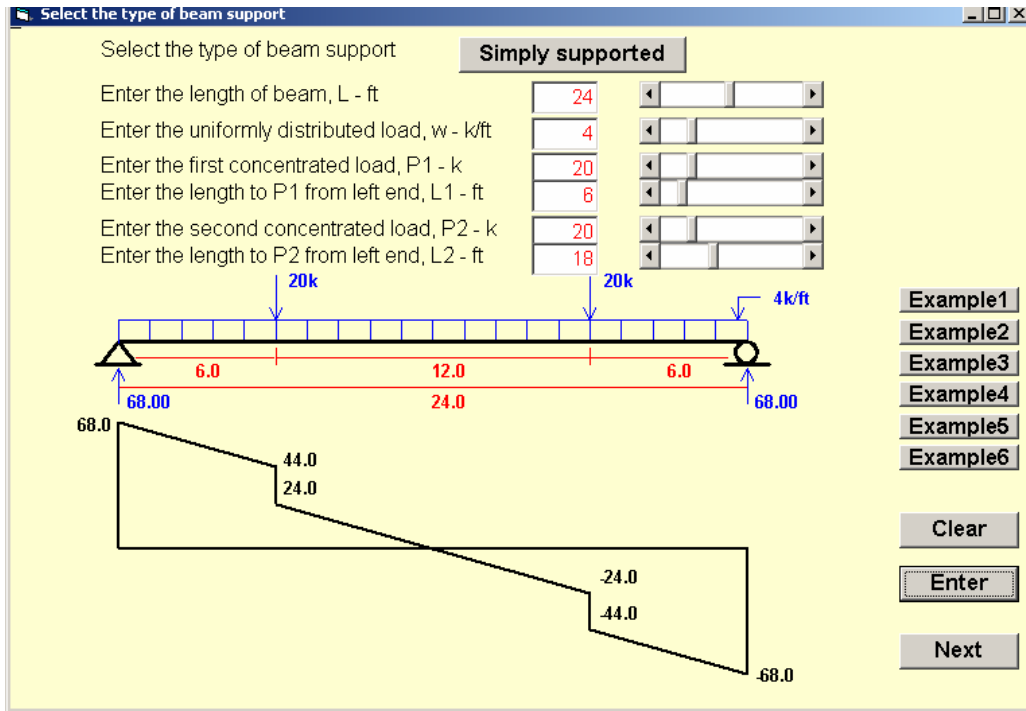 Select the type of beam support
Select the type of beam support
Simply supported
Enter the length of beam, L - ft
24
Enter the uniformly distributed load, w - k/ft
4
Enter the first concentrated load, P1 - k
20
Enter the length to P1 from left end, L1 - ft
6
Enter the second concentrated load, P2 - k
20
Enter the length to P2 from left end, L2 - ft
18
20k
20k
4k/ft
6.0
12.0
6.0
68.00
24.0
68.00
68.0
44.0
24.0
-24.0
-44.0
-68.0
Example1
Example2
Example3
Example4
Example5
Example6
Clear
Enter
Next